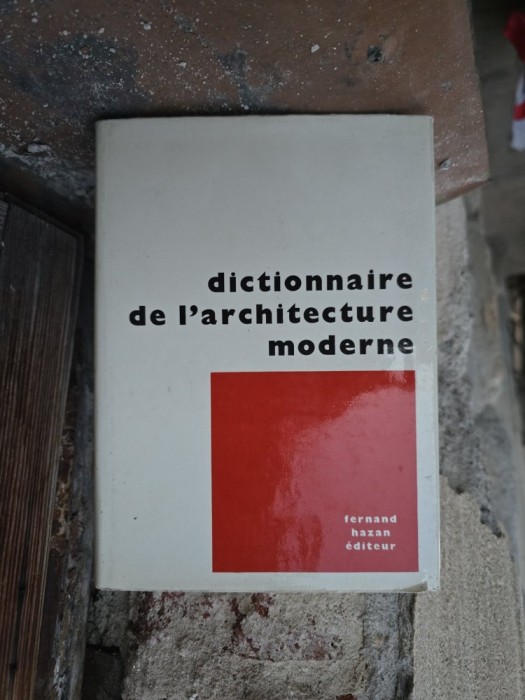 dictionnaire
de l'architecture
moderne
fernand
hazan
éditeur